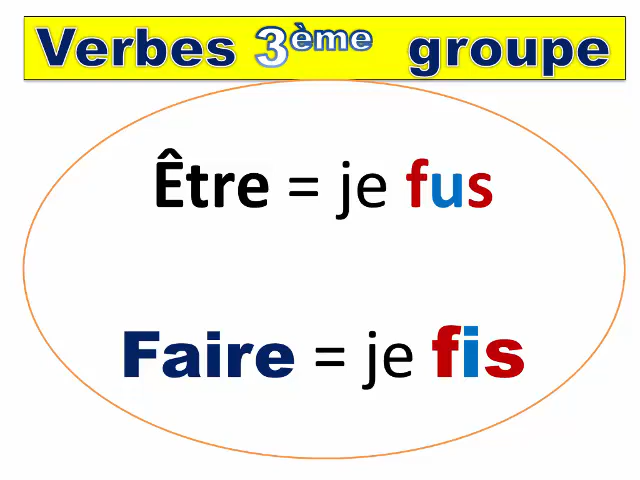 Verbes 3ème groupe
Être = je fus
Faire = je fis